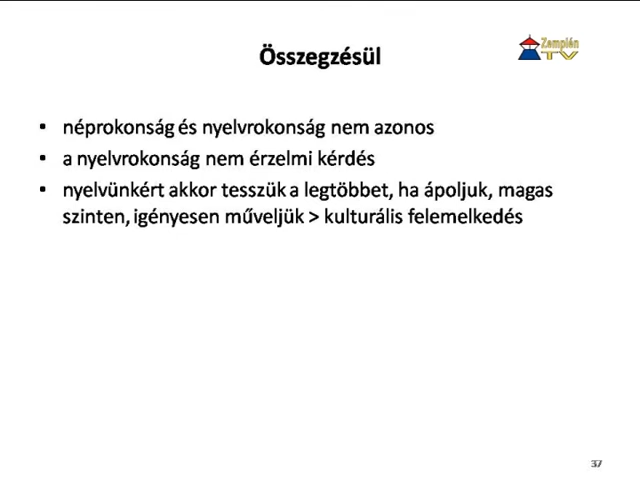 Összegzésül
Zemplén
TV
• néprokonság és nyelvrokonság nem azonos
• a nyelvrokonság nem érzelmi kérdés
• nyelvünkért akkor tesszük a legtöbbet, ha ápoljuk, magas
szinten, igényesen műveljük > kulturális felemelkedés
37